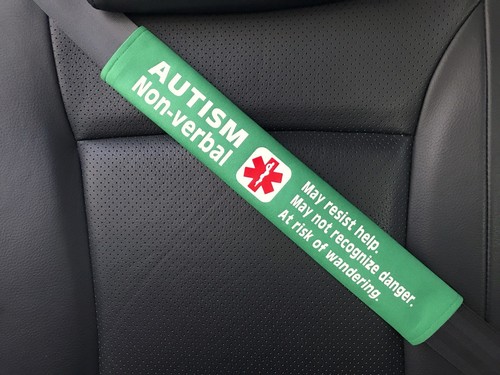 AUTISM
Non-verbal
May resist help.
May not recognize danger.
At risk of wandering.